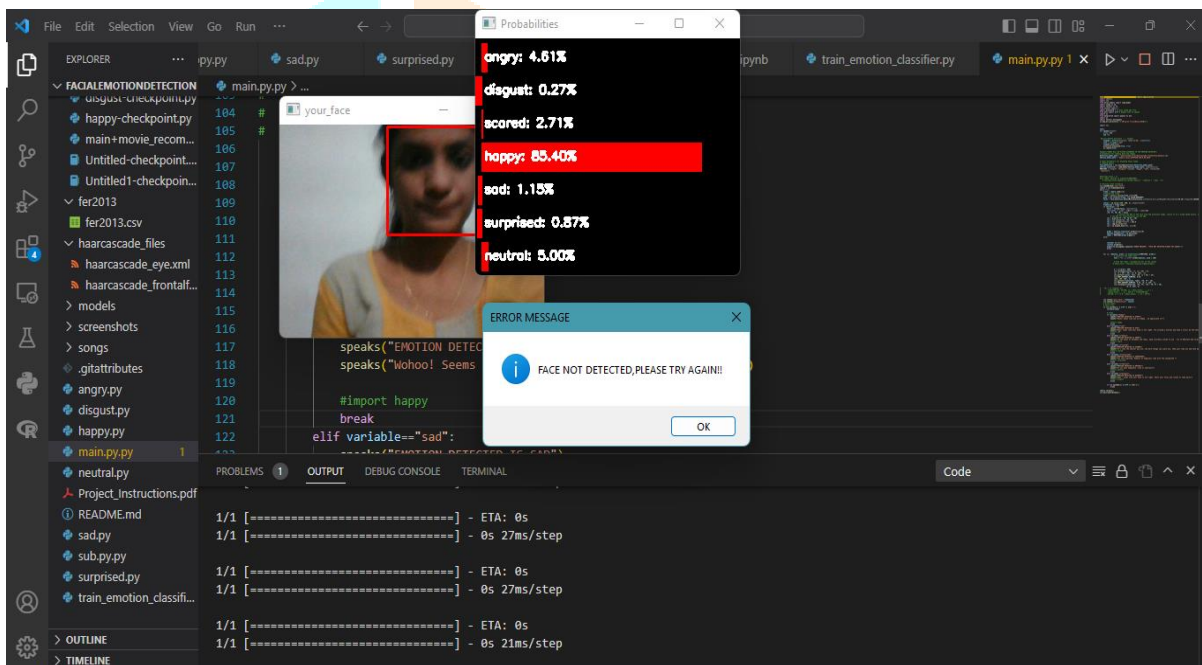 File Edit Selection View Go Run ...
Probabilities
EXPLORER
py.py sad.py surprised.py ipynb train_emotion_classifier.py main.py.py 1
FACIALEMOTIONDETECTION
main.py.py > ...
disgust-checkpoint.py
happy-checkpoint.py
main+movie_recom...
Untitled-checkpoint....
Untitled1-checkpoin...
fer2013
fer2013.csv
haarcascade_files
haarcascade_eye.xml
haarcascade_frontalf...
models
screenshots
songs
.gitattributes
angry.py
disgust.py
happy.py
main.py.py 1
neutral.py
Project_Instructions.pdf
README.md
sad.py
sub.py.py
surprised.py
train_emotion_classifi...
OUTLINE
TIMELINE
4
your_face
angry: 4.61%
disgust: 0.27%
scared: 2.71%
happy: 85.40%
sad: 1.15%
surprised: 0.87%
neutral: 5.00%
ERROR MESSAGE
FACE NOT DETECTED,PLEASE TRY AGAIN!!
OK
104 #
105 #
106
107
108
109
110
111
112
113
114
115
116
117 speaks("EMOTION DETEC
118 speaks("Wohoo! Seems
119
120 #import happy
121 break
122 elif variable=="sad":
PROBLEMS 1 OUTPUT DEBUG CONSOLE TERMINAL
Code
1/1 [==============================] - ETA: 0s
1/1 [==============================] - 0s 27ms/step
1/1 [==============================] - ETA: 0s
1/1 [==============================] - 0s 27ms/step
1/1 [==============================] - ETA: 0s
1/1 [==============================] - 0s 21ms/step